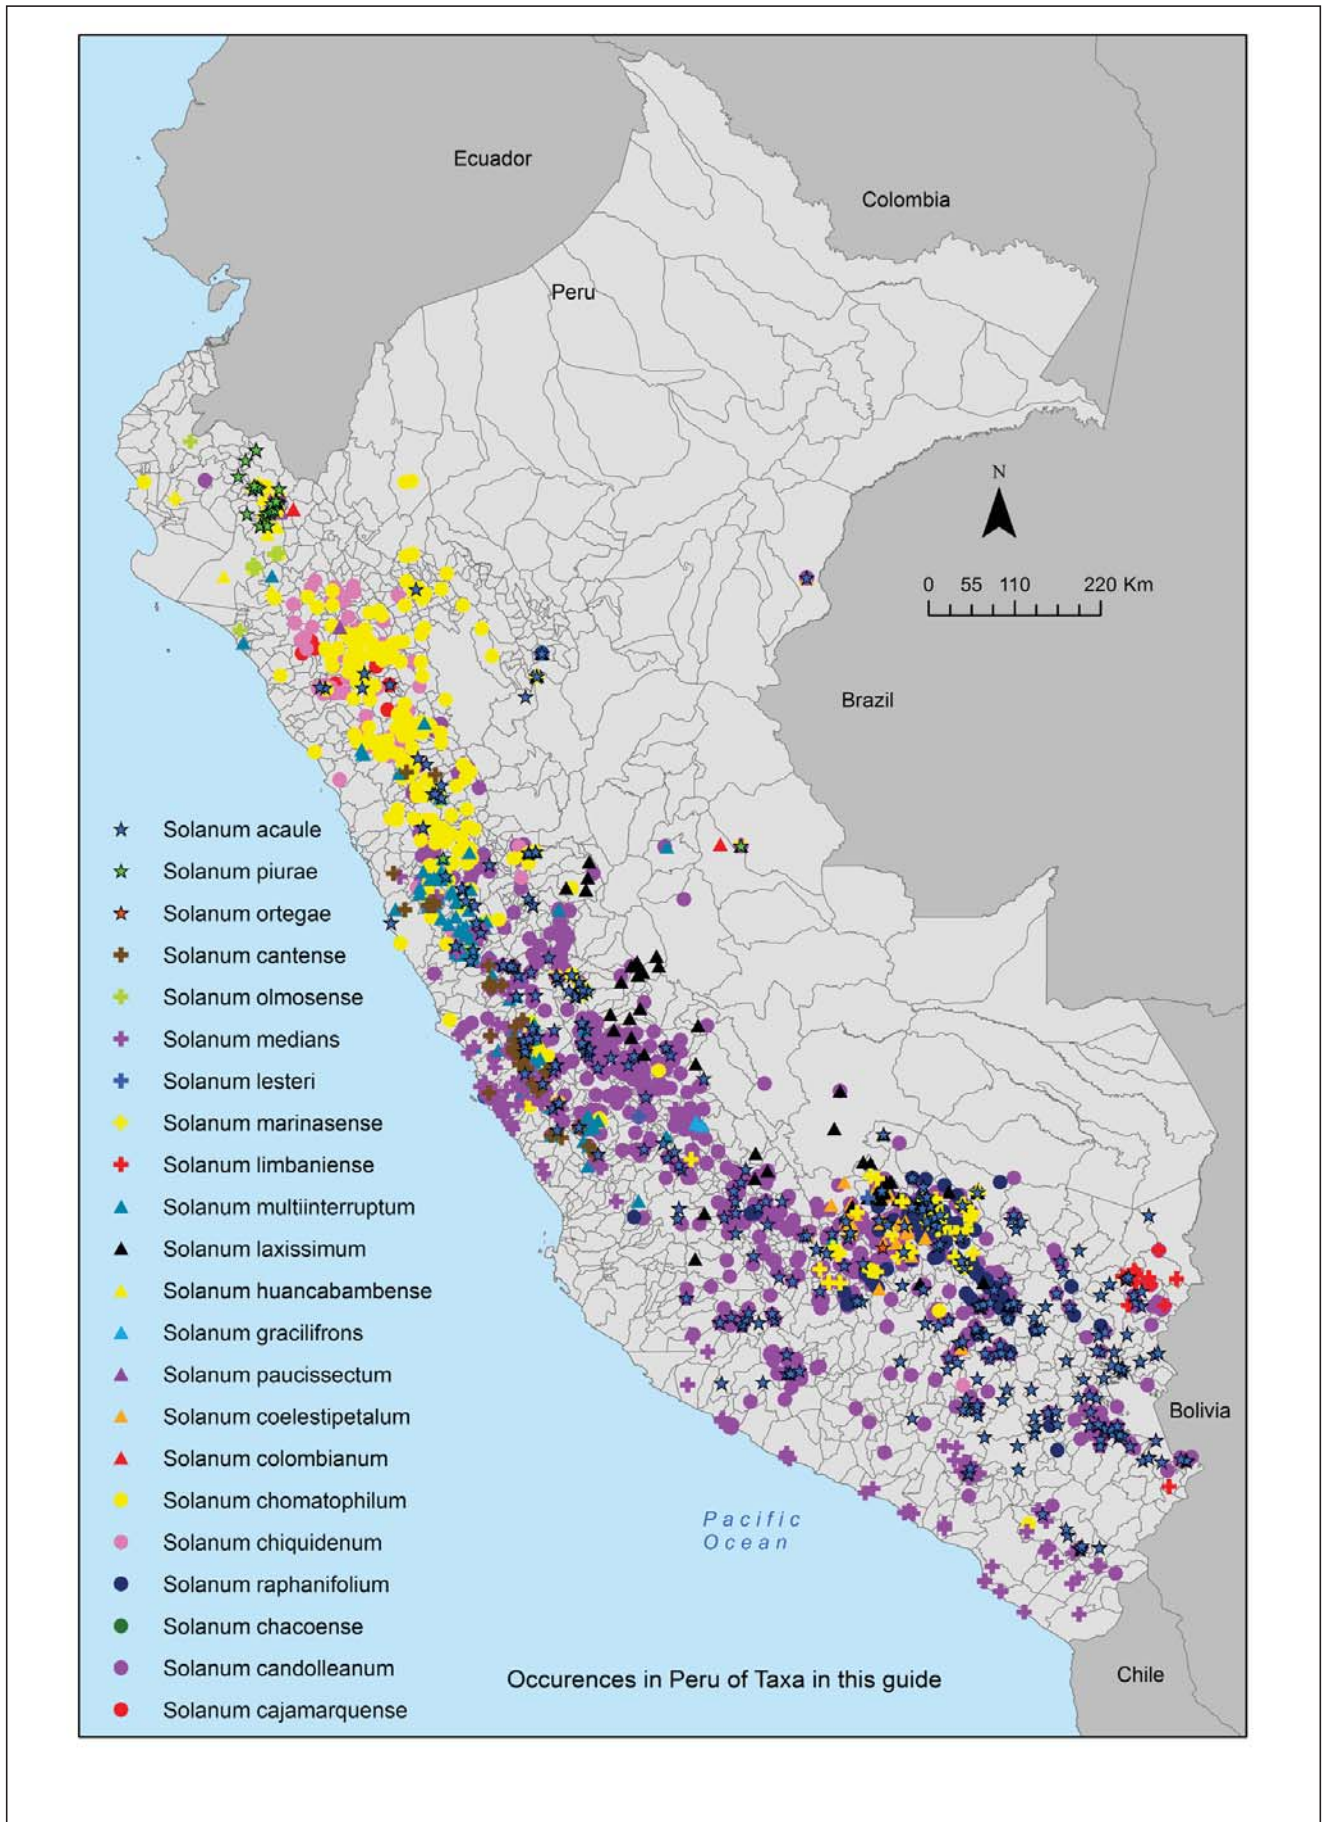 Ecuador
Colombia
Peru
N
0 55 110 220 Km
Brazil
Solanum acaule
Solanum piurae
Solanum ortegae
Solanum cantense
Solanum olmosense
Solanum medians
Solanum lesteri
Solanum marinasense
Solanum limbaniense
Solanum multiinterruptum
Solanum laxissimum
Solanum huancabambense
Solanum gracilifrons
Solanum paucissectum
Solanum coelestipetalum
Solanum colombianum
Solanum chomatophilum
Solanum chiquidenum
Solanum raphanifolium
Solanum chacoense
Solanum candolleanum
Solanum cajamarquense
Bolivia
Pacific
Ocean
Chile
Occurences in Peru of Taxa in this guide